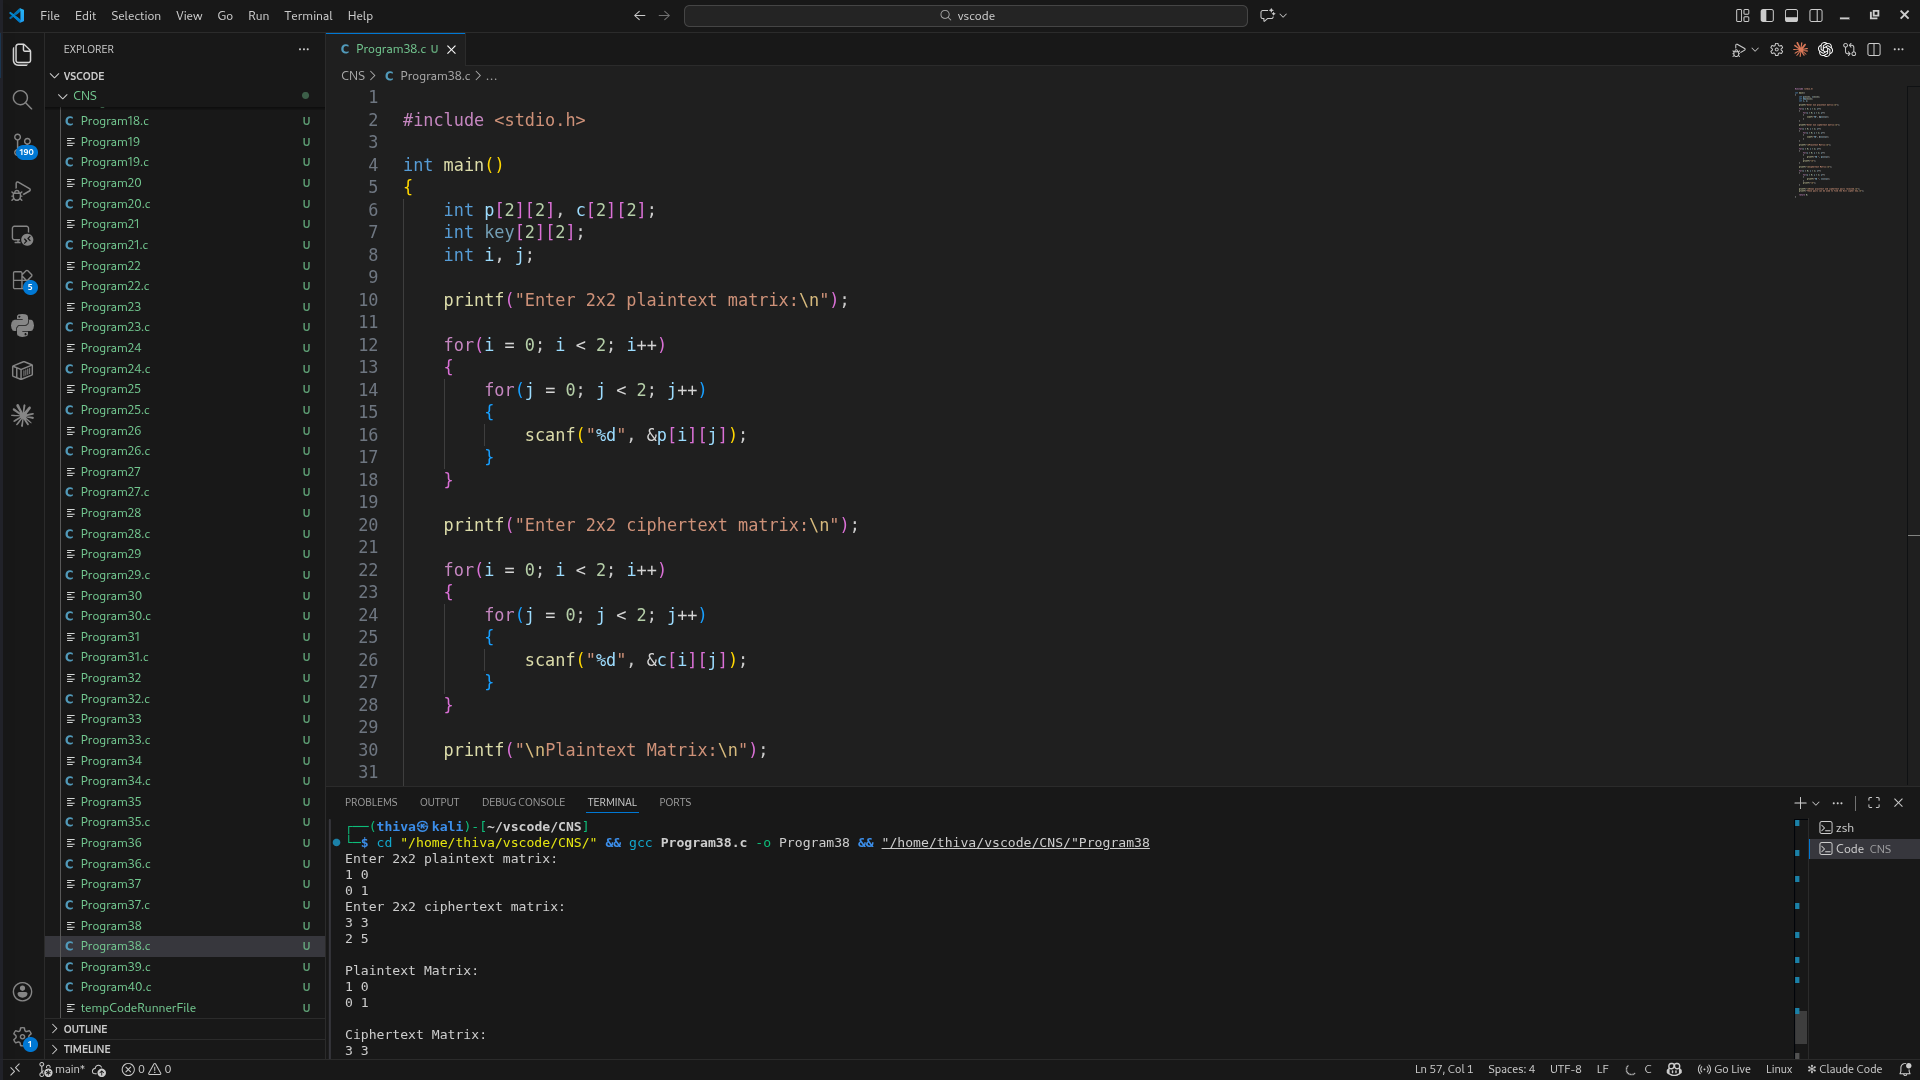 File Edit Selection View Go Run Terminal Help
vscode
EXPLORER
VSCODE
CNS
Program18.c U
Program19 U
Program19.c U
Program20 U
Program20.c U
Program21 U
Program21.c U
Program22 U
Program22.c U
Program23 U
Program23.c U
Program24 U
Program24.c U
Program25 U
Program25.c U
Program26 U
Program26.c U
Program27 U
Program27.c U
Program28 U
Program28.c U
Program29 U
Program29.c U
Program30 U
Program30.c U
Program31 U
Program31.c U
Program32 U
Program32.c U
Program33 U
Program33.c U
Program34 U
Program34.c U
Program35 U
Program35.c U
Program36 U
Program36.c U
Program37 U
Program37.c U
Program38 U
Program38.c U
Program39.c U
Program40.c U
tempCodeRunnerFile U
OUTLINE
TIMELINE
190
5
1
C Program38.c U
CNS > C Program38.c > ...
1
2 #include <stdio.h>
3
4 int main()
5 {
6 int p[2][2], c[2][2];
7 int key[2][2];
8 int i, j;
9
10 printf("Enter 2x2 plaintext matrix:\n");
11
12 for(i = 0; i < 2; i++)
13 {
14 for(j = 0; j < 2; j++)
15 {
16 scanf("%d", &p[i][j]);
17 }
18 }
19
20 printf("Enter 2x2 ciphertext matrix:\n");
21
22 for(i = 0; i < 2; i++)
23 {
24 for(j = 0; j < 2; j++)
25 {
26 scanf("%d", &c[i][j]);
27 }
28 }
29
30 printf("\nPlaintext Matrix:\n");
31
PROBLEMS OUTPUT DEBUG CONSOLE TERMINAL PORTS
(thiva㉿kali)-[~/vscode/CNS]
$ cd "/home/thiva/vscode/CNS/" && gcc Program38.c -o Program38 && "/home/thiva/vscode/CNS/"Program38
Enter 2x2 plaintext matrix:
1 0
0 1
Enter 2x2 ciphertext matrix:
3 3
2 5
Plaintext Matrix:
1 0
0 1
Ciphertext Matrix:
3 3
zsh
Code CNS
main* 0 0 Ln 57, Col 1 Spaces: 4 UTF-8 LF C Go Live Linux Claude Code